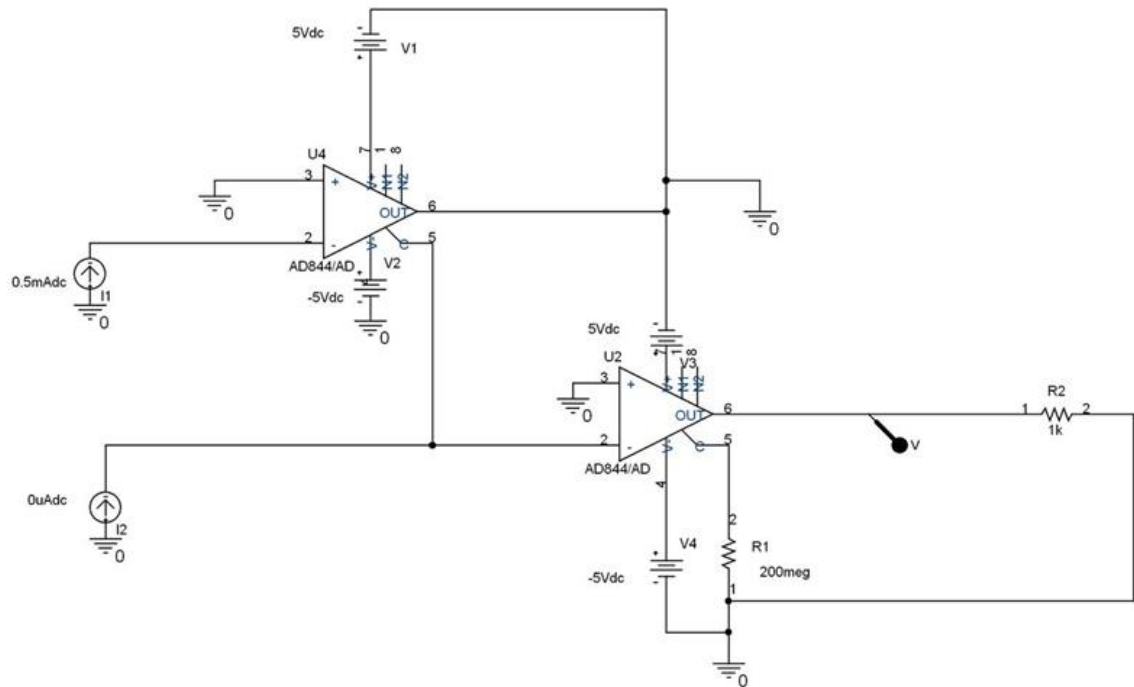 5Vdc
-
+
V1
7
1
8
U4
3
+
V+
N1
N2
0
OUT
6
0
2
-
V-
C
5
AD844/AD
V2
+
-
-5Vdc
0
0.5mAdc
I1
0
5Vdc
-
+
7
1
8
V3
U2
3
+
V+
N1
N2
0
OUT
6
1
R2
2
1k
V
2
-
V-
C
5
AD844/AD
4
0uAdc
I2
0
V4
+
-
-5Vdc
2
R1
200meg
1
0